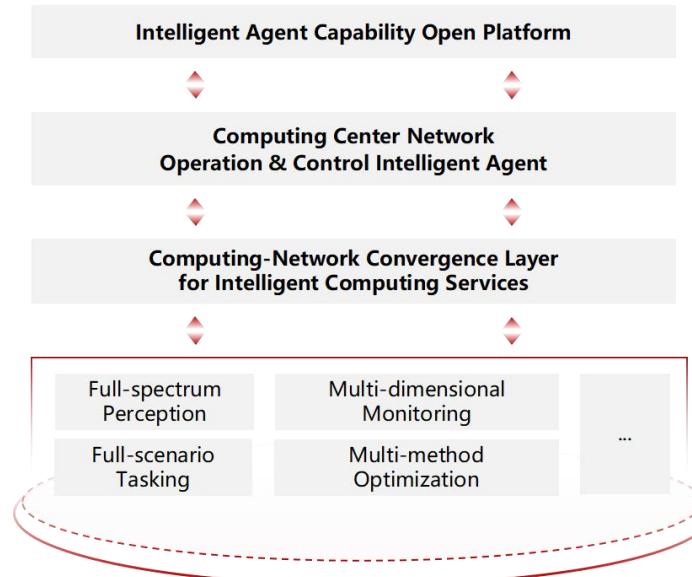 Intelligent Agent Capability Open Platform
Computing Center Network
Operation & Control Intelligent Agent
Computing-Network Convergence Layer
for Intelligent Computing Services
Full-spectrum
Perception
Multi-dimensional
Monitoring
...
Full-scenario
Tasking
Multi-method
Optimization